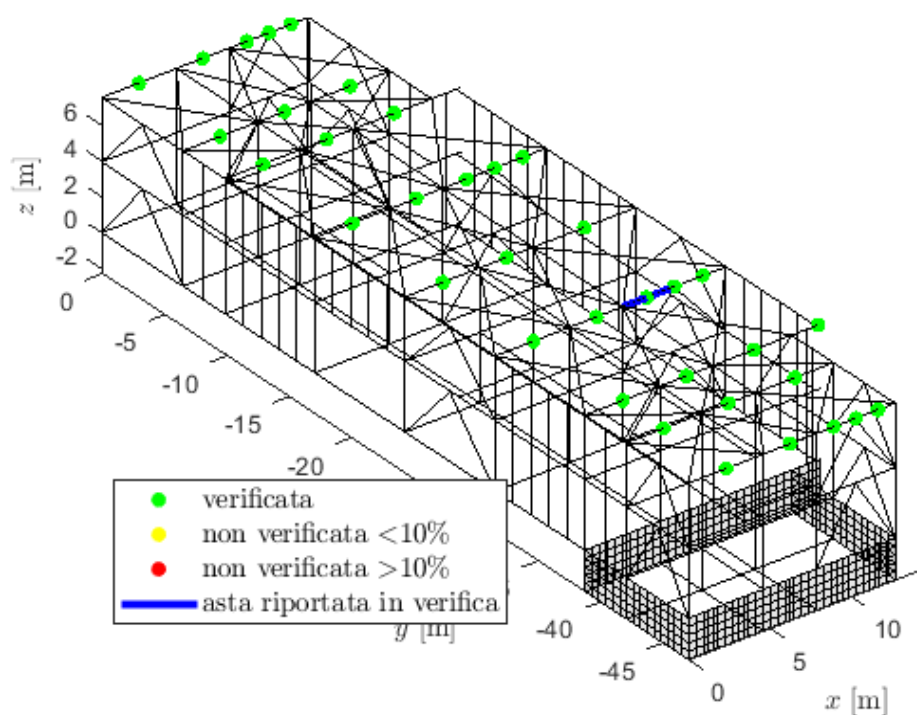 6
4
2
0
-2
z [m]
0
-5
-10
-15
-20
verificata
non verificata <10%
non verificata >10%
asta riportata in verifica
y [m]
-40
-45
0
5
10
x [m]